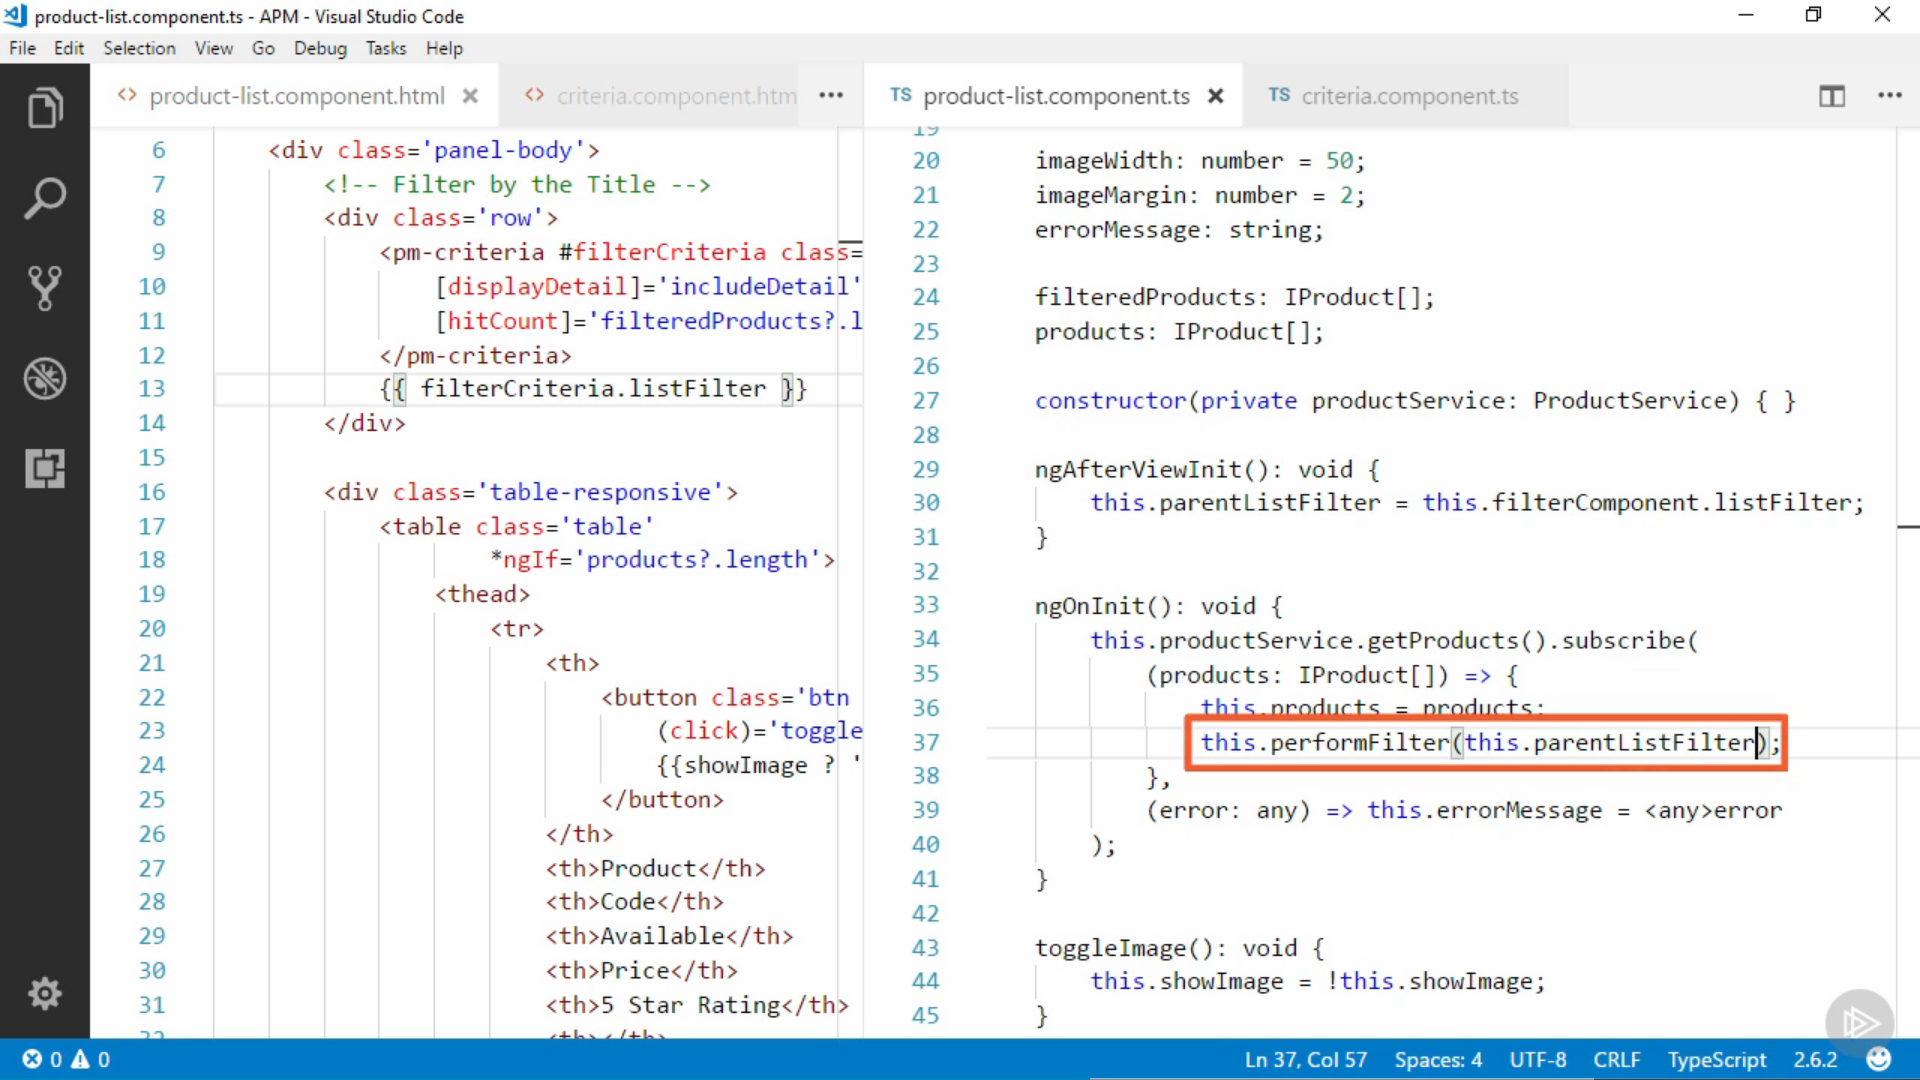 product-list.component.ts - APM - Visual Studio Code
File Edit Selection View Go Debug Tasks Help
<> product-list.component.html × <> criteria.component.htm ••• TS product-list.component.ts × TS criteria.component.ts •••
6 <div class='panel-body'>
7 <!-- Filter by the Title -->
8 <div class='row'>
9 <pm-criteria #filterCriteria class=
10 [displayDetail]='includeDetail'
11 [hitCount]='filteredProducts?.l
12 </pm-criteria>
13 {{ filterCriteria.listFilter }}
14 </div>
15
16 <div class='table-responsive'>
17 <table class='table'
18 *ngIf='products?.length'>
19 <thead>
20 <tr>
21 <th>
22 <button class='btn
23 (click)='toggle
24 {{showImage ? '
25 </button>
26 </th>
27 <th>Product</th>
28 <th>Code</th>
29 <th>Available</th>
30 <th>Price</th>
31 <th>5 Star Rating</th>
32 <th></th>
19
20 imageWidth: number = 50;
21 imageMargin: number = 2;
22 errorMessage: string;
23
24 filteredProducts: IProduct[];
25 products: IProduct[];
26
27 constructor(private productService: ProductService) { }
28
29 ngAfterViewInit(): void {
30 this.parentListFilter = this.filterComponent.listFilter;
31 }
32
33 ngOnInit(): void {
34 this.productService.getProducts().subscribe(
35 (products: IProduct[]) => {
36 this.products = products;
37 this.performFilter(this.parentListFilter);
38 },
39 (error: any) => this.errorMessage = <any>error
40 );
41 }
42
43 toggleImage(): void {
44 this.showImage = !this.showImage;
45 }
0 0 Ln 37, Col 57 Spaces: 4 UTF-8 CRLF TypeScript 2.6.2